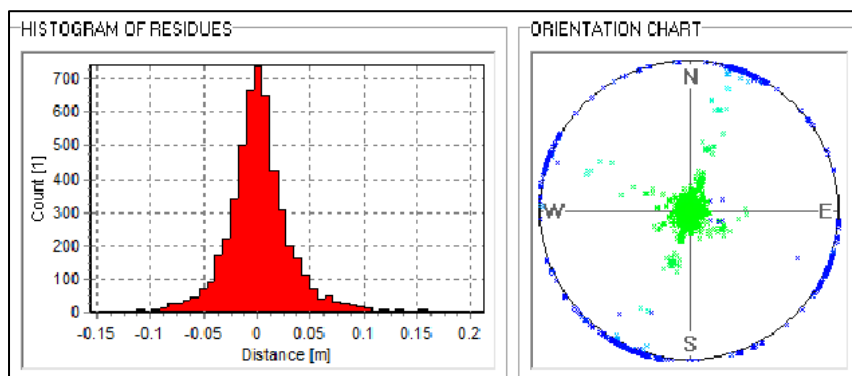 HISTOGRAM OF RESIDUES
700
600
500
400
300
200
100
0
Count [1]
-0.15 -0.1 -0.05 0 0.05 0.1 0.15 0.2
Distance [m]
ORIENTATION CHART
N
W E
S